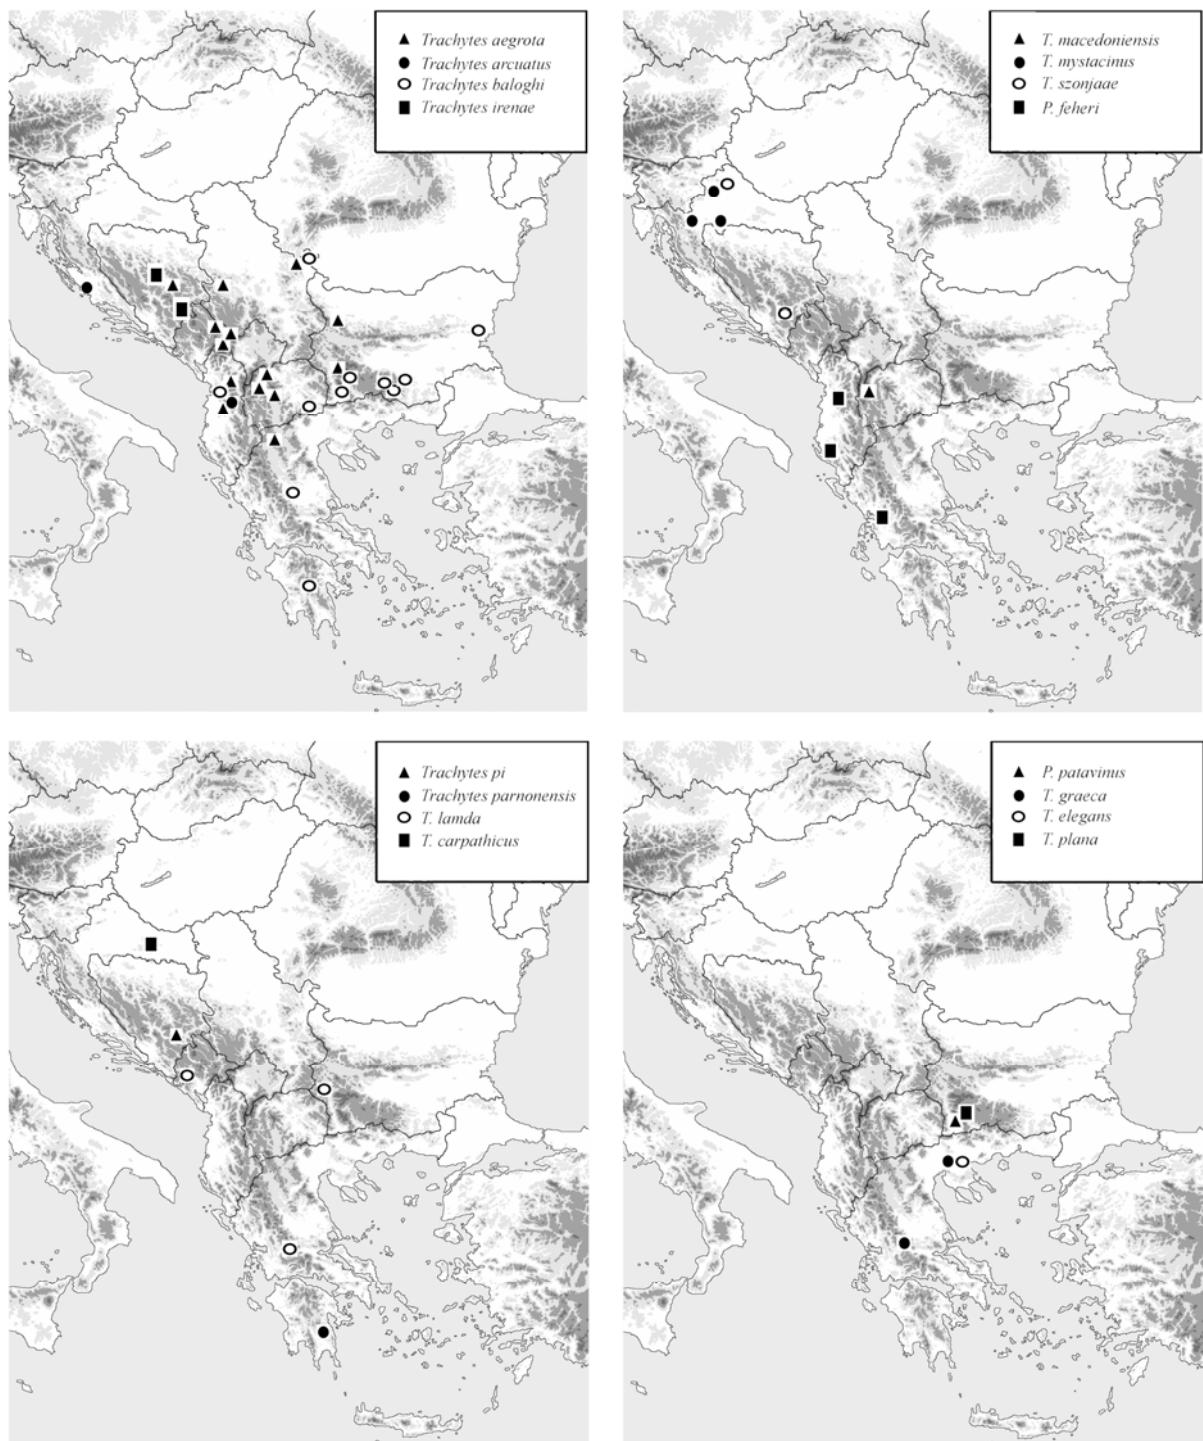 Trachytes aegrota
Trachytes arcuatus
Trachytes baloghi
Trachytes irenae
T. macedoniensis
T. mystacinus
T. szonjaae
P. feheri
Trachytes pi
Trachytes parnonensis
T. lamda
T. carpathicus
P. patavinus
T. graeca
T. elegans
T. plana